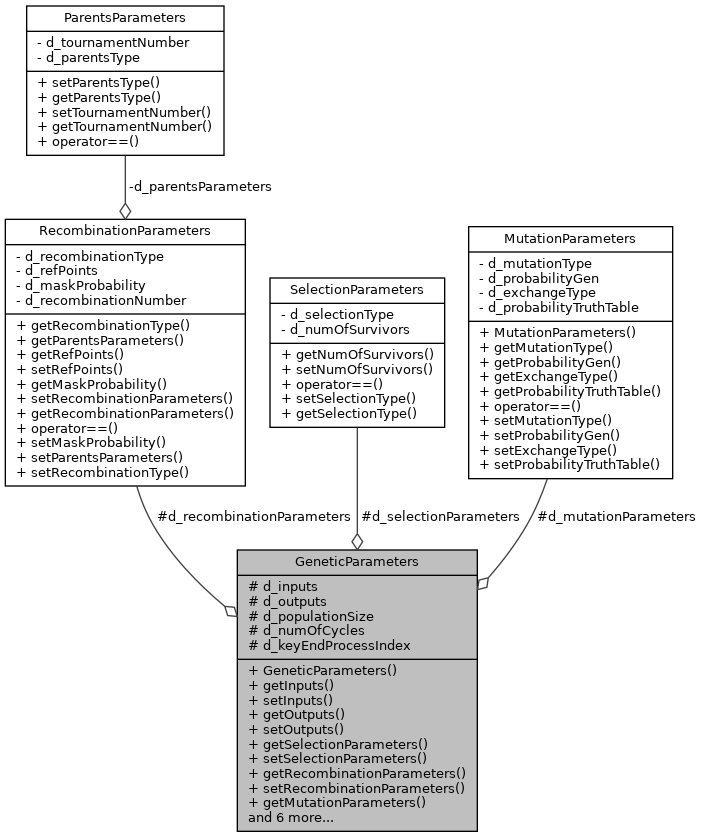 ParentsParameters
- d_tournamentNumber
- d_parentsType
+ setParentsType()
+ getParentsType()
+ setTournamentNumber()
+ getTournamentNumber()
+ operator==()
-d_parentsParameters
RecombinationParameters
- d_recombinationType
- d_refPoints
- d_maskProbability
- d_recombinationNumber
+ getRecombinationType()
+ getParentsParameters()
+ getRefPoints()
+ setRefPoints()
+ getMaskProbability()
+ setRecombinationParameters()
+ getRecombinationParameters()
+ operator==()
+ setMaskProbability()
+ setParentsParameters()
+ setRecombinationType()
SelectionParameters
- d_selectionType
- d_numOfSurvivors
+ getNumOfSurvivors()
+ setNumOfSurvivors()
+ operator==()
+ setSelectionType()
+ getSelectionType()
MutationParameters
- d_mutationType
- d_probabilityGen
- d_exchangeType
- d_probabilityTruthTable
+ MutationParameters()
+ getMutationType()
+ getProbabilityGen()
+ getExchangeType()
+ getProbabilityTruthTable()
+ operator==()
+ setMutationType()
+ setProbabilityGen()
+ setExchangeType()
+ setProbabilityTruthTable()
#d_recombinationParameters
#d_selectionParameters
#d_mutationParameters
GeneticParameters
# d_inputs
# d_outputs
# d_populationSize
# d_numOfCycles
# d_keyEndProcessIndex
+ GeneticParameters()
+ getInputs()
+ setInputs()
+ getOutputs()
+ setOutputs()
+ getSelectionParameters()
+ setSelectionParameters()
+ getRecombinationParameters()
+ setRecombinationParameters()
+ getMutationParameters()
and 6 more...